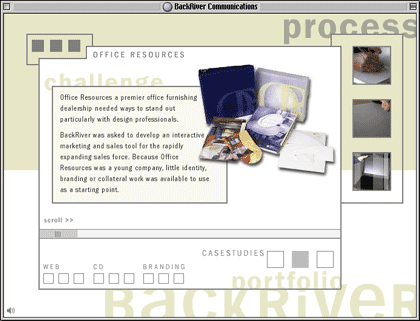 BackRiver Communications
process
OFFICE RESOURCES
challenge
Office Resources a premier office furnishing
dealership needed ways to stand out
particularly with design professionals.
BackRiver was asked to develop an interactive
marketing and sales tool for the rapidly
expanding sales force. Because Office
Resources was a young company, little identity,
branding or collateral work was available to use
as a starting point.
scroll >>
CASESTUDIES
WEB CD BRANDING
portfolio
BACKRIVER